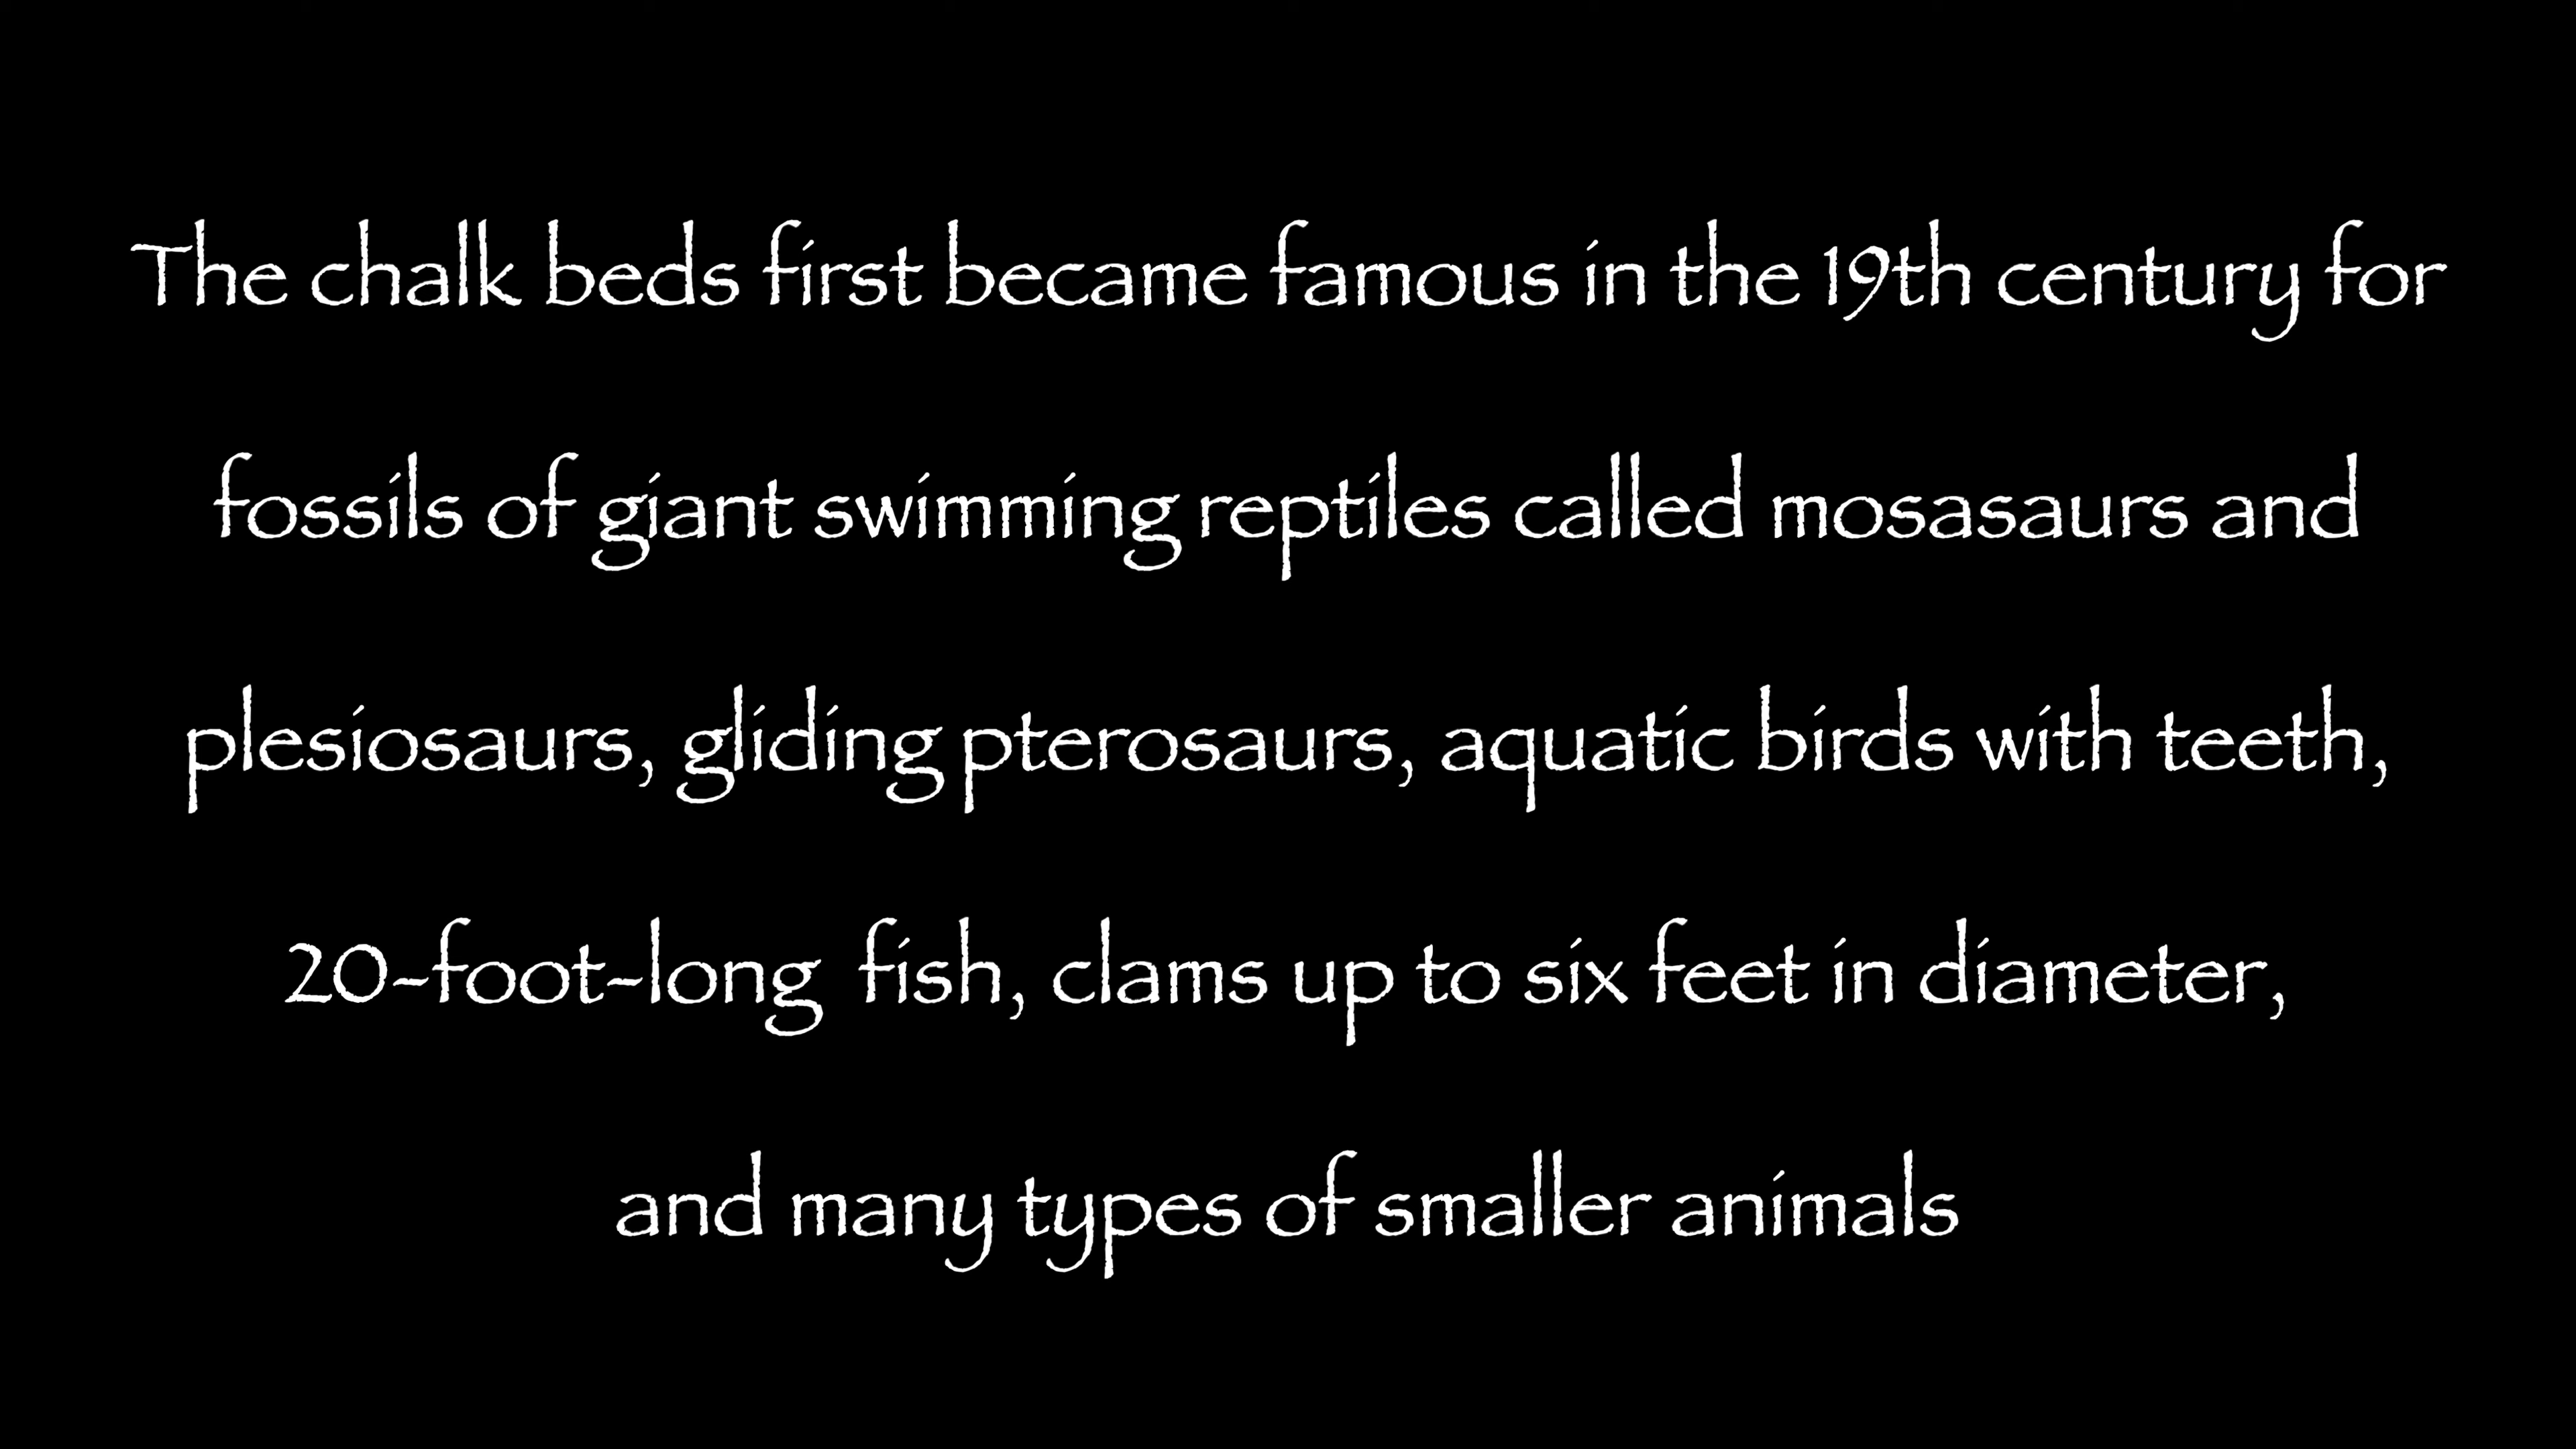 The chalk beds first became famous in the 19th century for
fossils of giant swimming reptiles called mosasaurs and
plesiosaurs, gliding pterosaurs, aquatic birds with teeth,
20-foot-long fish, clams up to six feet in diameter,
and many types of smaller animals